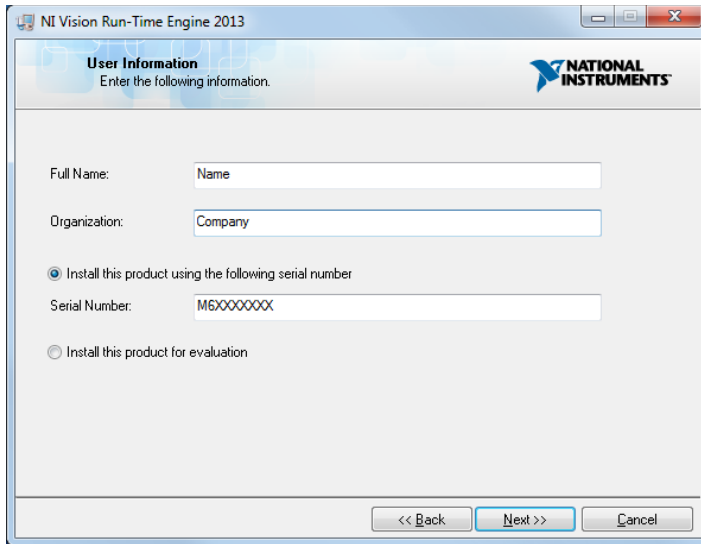 NI Vision Run-Time Engine 2013
User Information
Enter the following information.
NATIONAL
INSTRUMENTS™
Full Name: Name
Organization: Company
Install this product using the following serial number
Serial Number: M6XXXXXXX
Install this product for evaluation
<< Back Next >> Cancel